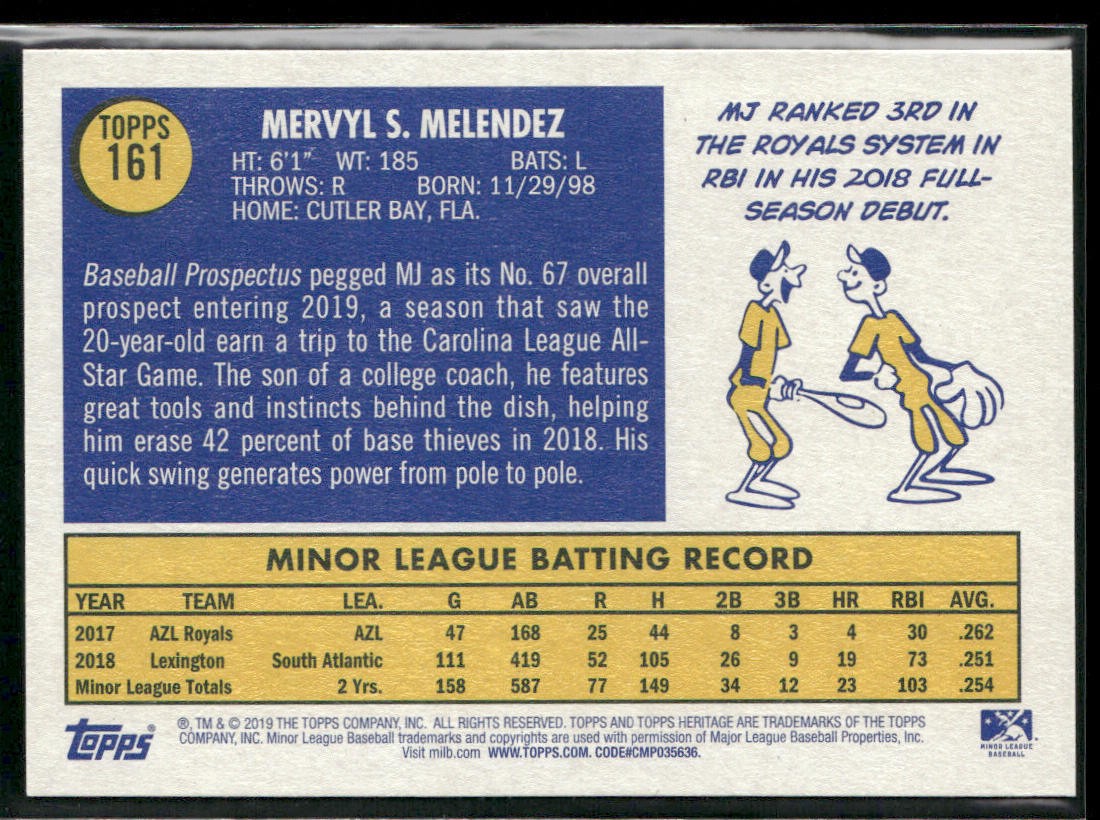 TOPPS
161
MERVYL S. MELENDEZ
HT: 6'1" WT: 185 BATS: L
THROWS: R BORN: 11/29/98
HOME: CUTLER BAY, FLA.
Baseball Prospectus pegged MJ as its No. 67 overall
prospect entering 2019, a season that saw the
20-year-old earn a trip to the Carolina League All-
Star Game. The son of a college coach, he features
great tools and instincts behind the dish, helping
him erase 42 percent of base thieves in 2018. His
quick swing generates power from pole to pole.
MJ RANKED 3RD IN
THE ROYALS SYSTEM IN
RBI IN HIS 2018 FULL-
SEASON DEBUT.
MINOR LEAGUE BATTING RECORD
YEAR TEAM LEA. G AB R H 2B 3B HR RBI AVG.
2017 AZL Royals AZL 47 168 25 44 8 3 4 30 .262
2018 Lexington South Atlantic 111 419 52 105 26 9 19 73 .251
Minor League Totals 2 Yrs. 158 587 77 149 34 12 23 103 .254
Topps®
®, TM & © 2019 THE TOPPS COMPANY, INC. ALL RIGHTS RESERVED. TOPPS AND TOPPS HERITAGE ARE TRADEMARKS OF THE TOPPS
COMPANY, INC. Minor League Baseball trademarks and copyrights are used with permission of Major League Baseball Properties, Inc.
Visit milb.com WWW.TOPPS.COM. CODE#CMP035636.
MINOR LEAGUE
BASEBALL